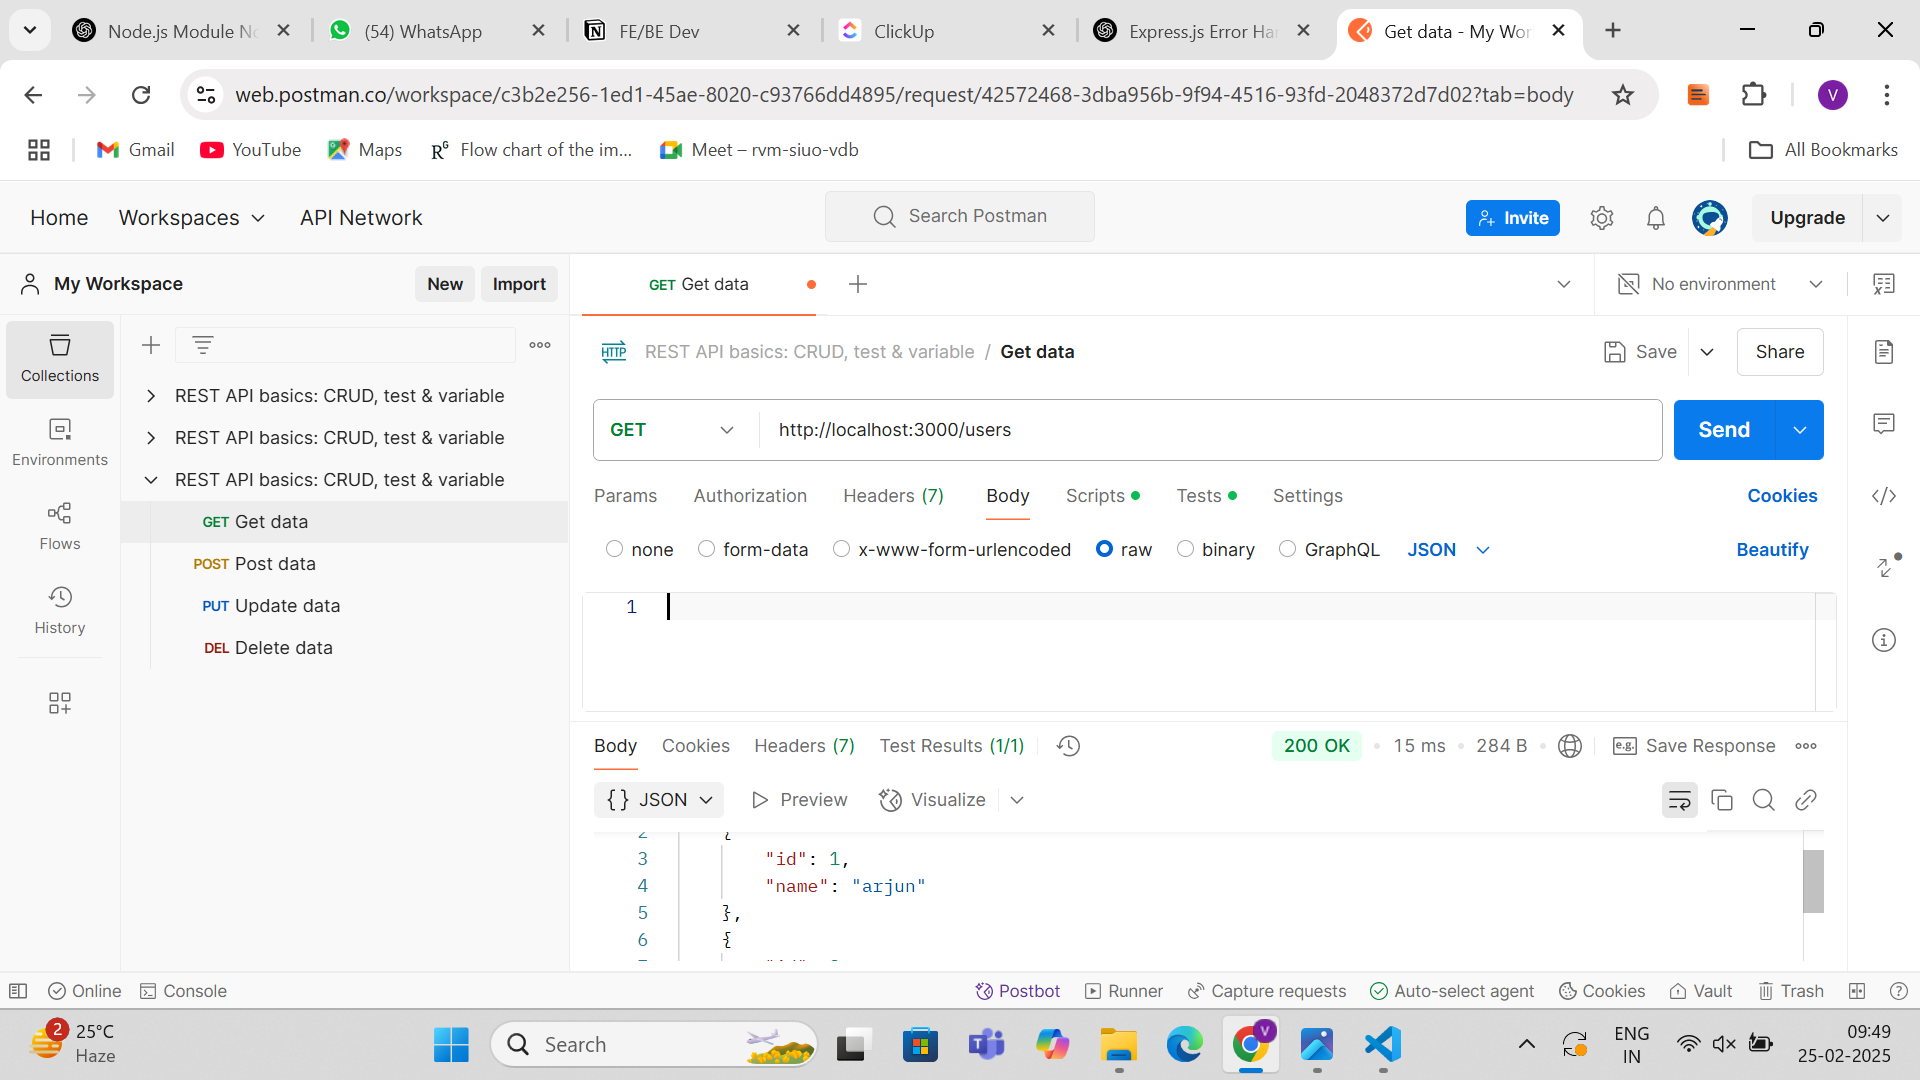 Node.js Module No
(54) WhatsApp
FE/BE Dev
ClickUp
Express.js Error Han
Get data - My Wor
web.postman.co/workspace/c3b2e256-1ed1-45ae-8020-c93766dd4895/request/42572468-3dba956b-9f94-4516-93fd-2048372d7d02?tab=body
V
Gmail
YouTube
Maps
Flow chart of the im...
Meet – rvm-siuo-vdb
All Bookmarks
Home
Workspaces
API Network
Search Postman
Invite
Upgrade
My Workspace
New
Import
GET Get data
No environment
Collections
Environments
Flows
History
REST API basics: CRUD, test & variable
REST API basics: CRUD, test & variable
REST API basics: CRUD, test & variable
GET Get data
POST Post data
PUT Update data
DEL Delete data
HTTP REST API basics: CRUD, test & variable / Get data
Save
Share
GET
http://localhost:3000/users
Send
Params
Authorization
Headers (7)
Body
Scripts
Tests
Settings
Cookies
none
form-data
x-www-form-urlencoded
raw
binary
GraphQL
JSON
Beautify
1
Body
Cookies
Headers (7)
Test Results (1/1)
200 OK
15 ms
284 B
e.g. Save Response
{} JSON
Preview
Visualize
2 {
3 "id": 1,
4 "name": "arjun"
5 },
6 {
Online
Console
Postbot
Runner
Capture requests
Auto-select agent
Cookies
Vault
Trash
2
25°C
Haze
Search
V
ENG
IN
09:49
25-02-2025